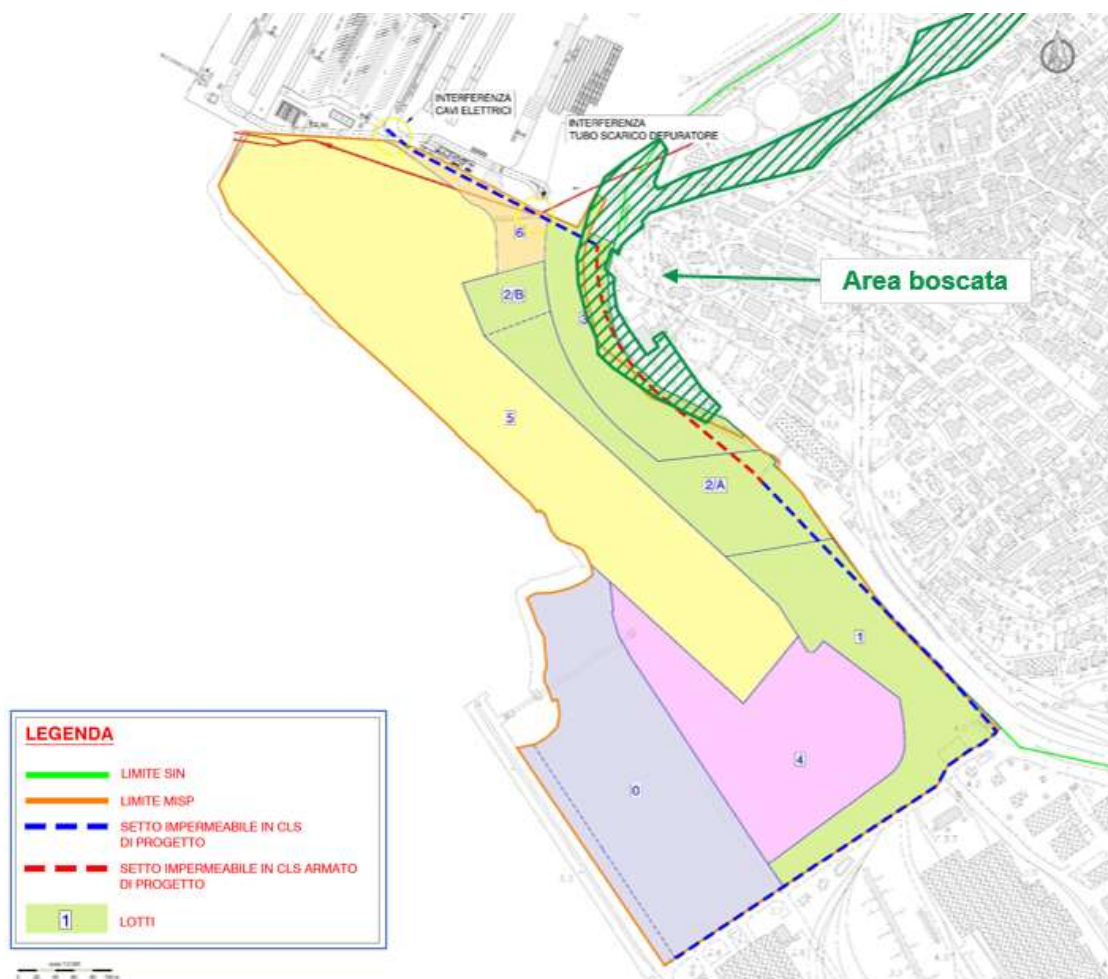 INTERFERENZA
CAVI ELETTRICI
INTERFERENZA
TUBO SCARICO DEPURATORE
Area boscata
6
2/B
3
5
2/A
1
4
0
LEGENDA
LIMITE SIN
LIMITE MISP
SETTO IMPERMEABILE IN CLS
DI PROGETTO
SETTO IMPERMEABILE IN CLS ARMATO
DI PROGETTO
1
LOTTI